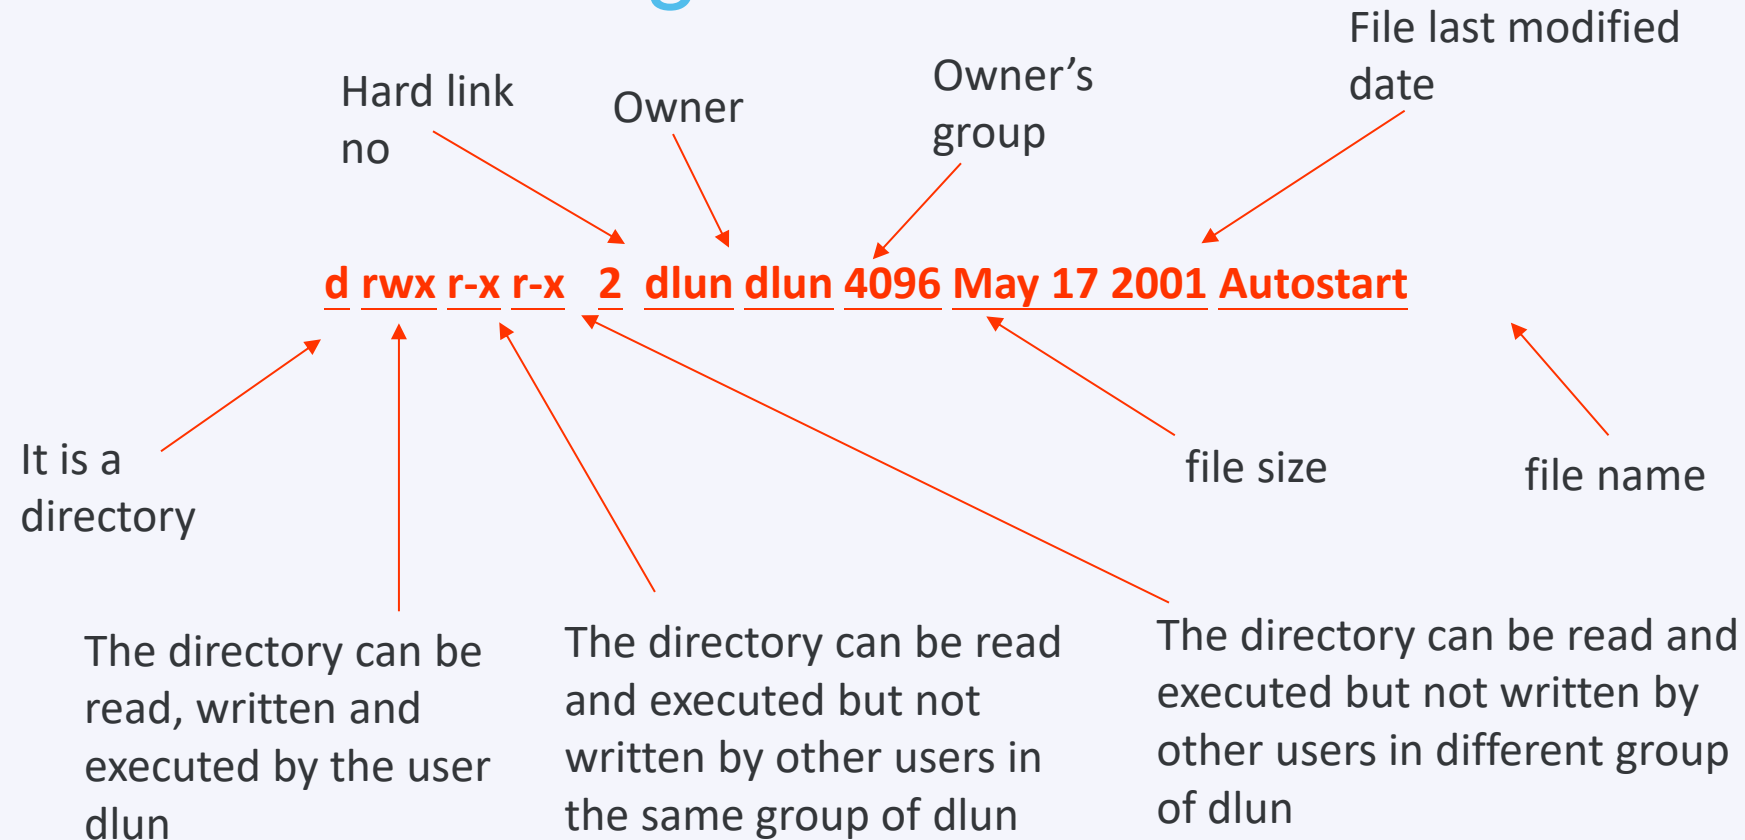 File last modified
date
Hard link
no
Owner
Owner’s
group
d rwx r-x r-x 2 dlun dlun 4096 May 17 2001 Autostart
It is a
directory
file size
file name
The directory can be
read, written and
executed by the user
dlun
The directory can be read
and executed but not
written by other users in
the same group of dlun
The directory can be read and
executed but not written by
other users in different group
of dlun